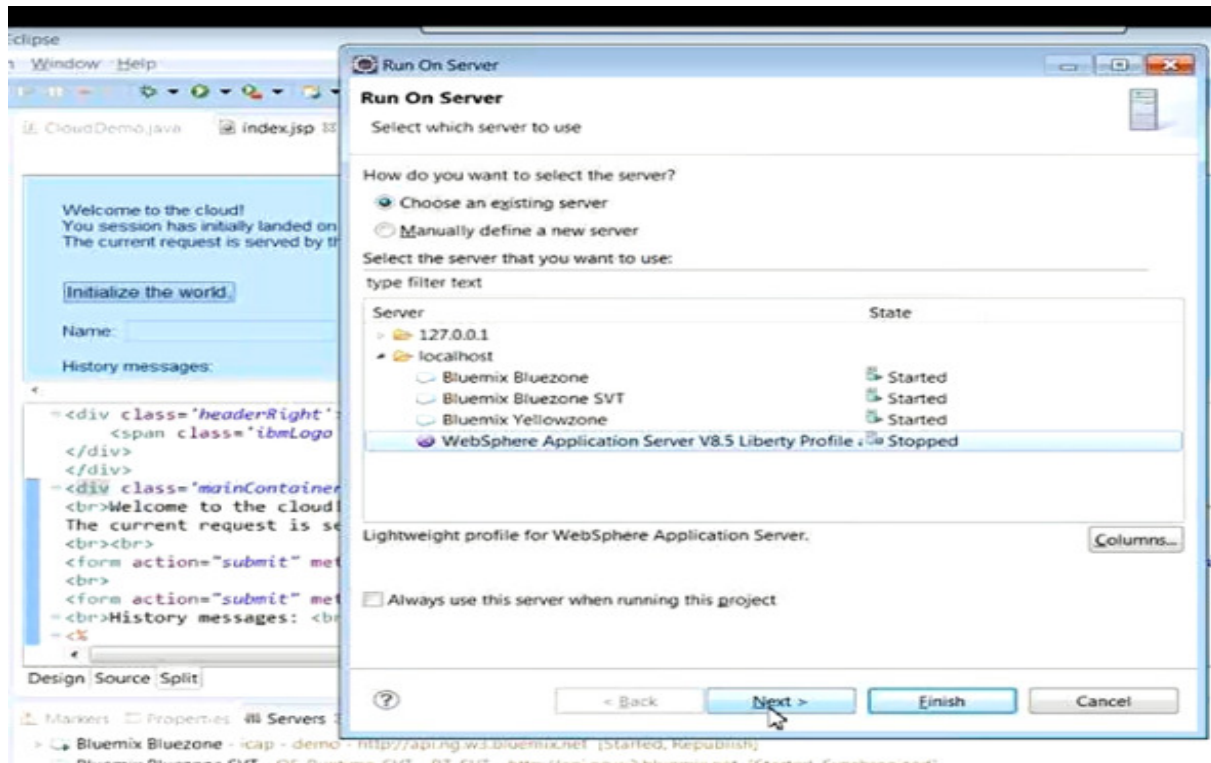 Eclipse
Window Help
CloudDemo.java index.jsp
Welcome to the cloud!
You session has initially landed on
The current request is served by th
Initialize the world.
Name:
History messages:
<div class='headerRight'
<span class='ibmLogo
</div>
</div>
<div class='mainContainer
<br>Welcome to the cloud!
The current request is se
<br><br>
<form action="submit" met
<br>
<form action="submit" met
<br>History messages: <br
<%
Design Source Split
Markers Properties Servers
Bluemix Bluezone - icap - demo - http://api.ng.w3.bluemix.net [Started, Republish]
Run On Server
Run On Server
Select which server to use
How do you want to select the server?
Choose an existing server
Manually define a new server
Select the server that you want to use:
type filter text
Server State
127.0.0.1
localhost
Bluemix Bluezone Started
Bluemix Bluezone SVT Started
Bluemix Yellowzone Started
WebSphere Application Server V8.5 Liberty Profile Stopped
Lightweight profile for WebSphere Application Server.
Columns...
Always use this server when running this project
? < Back Next > Finish Cancel